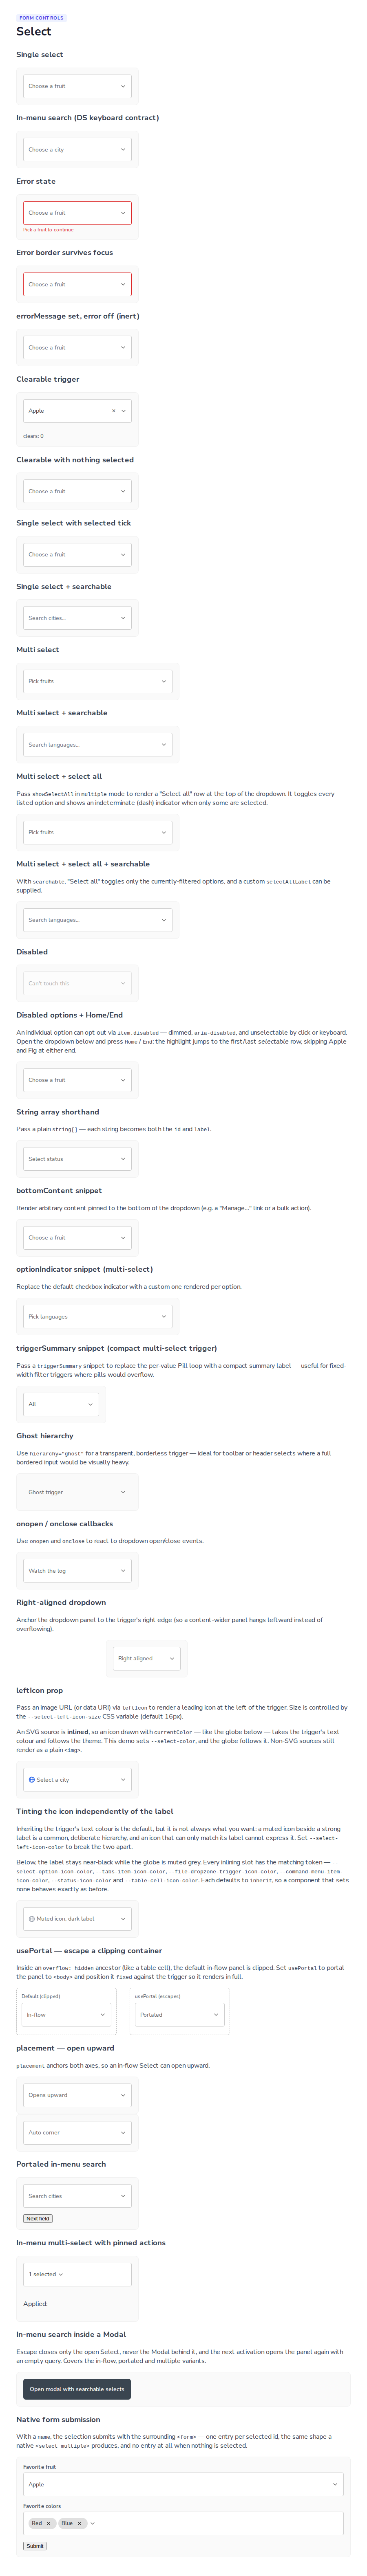 FORM CONTROLS
Select
Single select
Choose a fruit
In-menu search (DS keyboard contract)
Choose a city
Error state
Choose a fruit
Pick a fruit to continue
Error border survives focus
Choose a fruit
errorMessage set, error off (inert)
Choose a fruit
Clearable trigger
Apple ×
clears: 0
Clearable with nothing selected
Choose a fruit
Single select with selected tick
Choose a fruit
Single select + searchable
Search cities...
Multi select
Pick fruits
Multi select + searchable
Search languages...
Multi select + select all
Pass showSelectAll in multiple mode to render a "Select all" row at the top of the dropdown. It toggles every
listed option and shows an indeterminate (dash) indicator when only some are selected.
Pick fruits
Multi select + select all + searchable
With searchable, "Select all" toggles only the currently-filtered options, and a custom selectAllLabel can be
supplied.
Search languages...
Disabled
Can't touch this
Disabled options + Home/End
An individual option can opt out via item.disabled — dimmed, aria-disabled, and unselectable by click or keyboard.
Open the dropdown below and press Home / End: the highlight jumps to the first/last selectable row, skipping Apple
and Fig at either end.
Choose a fruit
String array shorthand
Pass a plain string[] — each string becomes both the id and label.
Select status
bottomContent snippet
Render arbitrary content pinned to the bottom of the dropdown (e.g. a "Manage..." link or a bulk action).
Choose a fruit
optionIndicator snippet (multi-select)
Replace the default checkbox indicator with a custom one rendered per option.
Pick languages
triggerSummary snippet (compact multi-select trigger)
Pass a triggerSummary snippet to replace the per-value Pill loop with a compact summary label — useful for fixed-
width filter triggers where pills would overflow.
All
Ghost hierarchy
Use hierarchy="ghost" for a transparent, borderless trigger — ideal for toolbar or header selects where a full
bordered input would be visually heavy.
Ghost trigger
onopen / onclose callbacks
Use onopen and onclose to react to dropdown open/close events.
Watch the log
Right-aligned dropdown
Anchor the dropdown panel to the trigger's right edge (so a content-wider panel hangs leftward instead of
overflowing).
Right aligned
leftIcon prop
Pass an image URL (or data URI) via leftIcon to render a leading icon at the left of the trigger. Size is controlled by
the --select-left-icon-size CSS variable (default 16px).
An SVG source is inlined, so an icon drawn with currentColor — like the globe below — takes the trigger's text
colour and follows the theme. This demo sets --select-color, and the globe follows it. Non-SVG sources still
render as a plain <img>.
Select a city
Tinting the icon independently of the label
Inheriting the trigger's text colour is the default, but it is not always what you want: a muted icon beside a strong
label is a common, deliberate hierarchy, and an icon that can only match its label cannot express it. Set --select-
left-icon-color to break the two apart.
Below, the label stays near-black while the globe is muted grey. Every inlining slot has the matching token — --
select-option-icon-color, --tabs-item-icon-color, --file-dropzone-trigger-icon-color, --command-menu-item-
icon-color, --status-icon-color and --table-cell-icon-color. Each defaults to inherit, so a component that sets
none behaves exactly as before.
Muted icon, dark label
usePortal — escape a clipping container
Inside an overflow: hidden ancestor (like a table cell), the default in-flow panel is clipped. Set usePortal to portal
the panel to <body> and position it fixed against the trigger so it renders in full.
Default (clipped)
In-flow
usePortal (escapes)
Portaled
placement — open upward
placement anchors both axes, so an in-flow Select can open upward.
Opens upward
Auto corner
Portaled in-menu search
Search cities
Next field
In-menu multi-select with pinned actions
1 selected
Applied:
In-menu search inside a Modal
Escape closes only the open Select, never the Modal behind it, and the next activation opens the panel again with
an empty query. Covers the in-flow, portaled and multiple variants.
Open modal with searchable selects
Native form submission
With a name, the selection submits with the surrounding <form> — one entry per selected id, the same shape a
native <select multiple> produces, and no entry at all when nothing is selected.
Favorite fruit
Apple
Favorite colors
Red × Blue ×
Submit